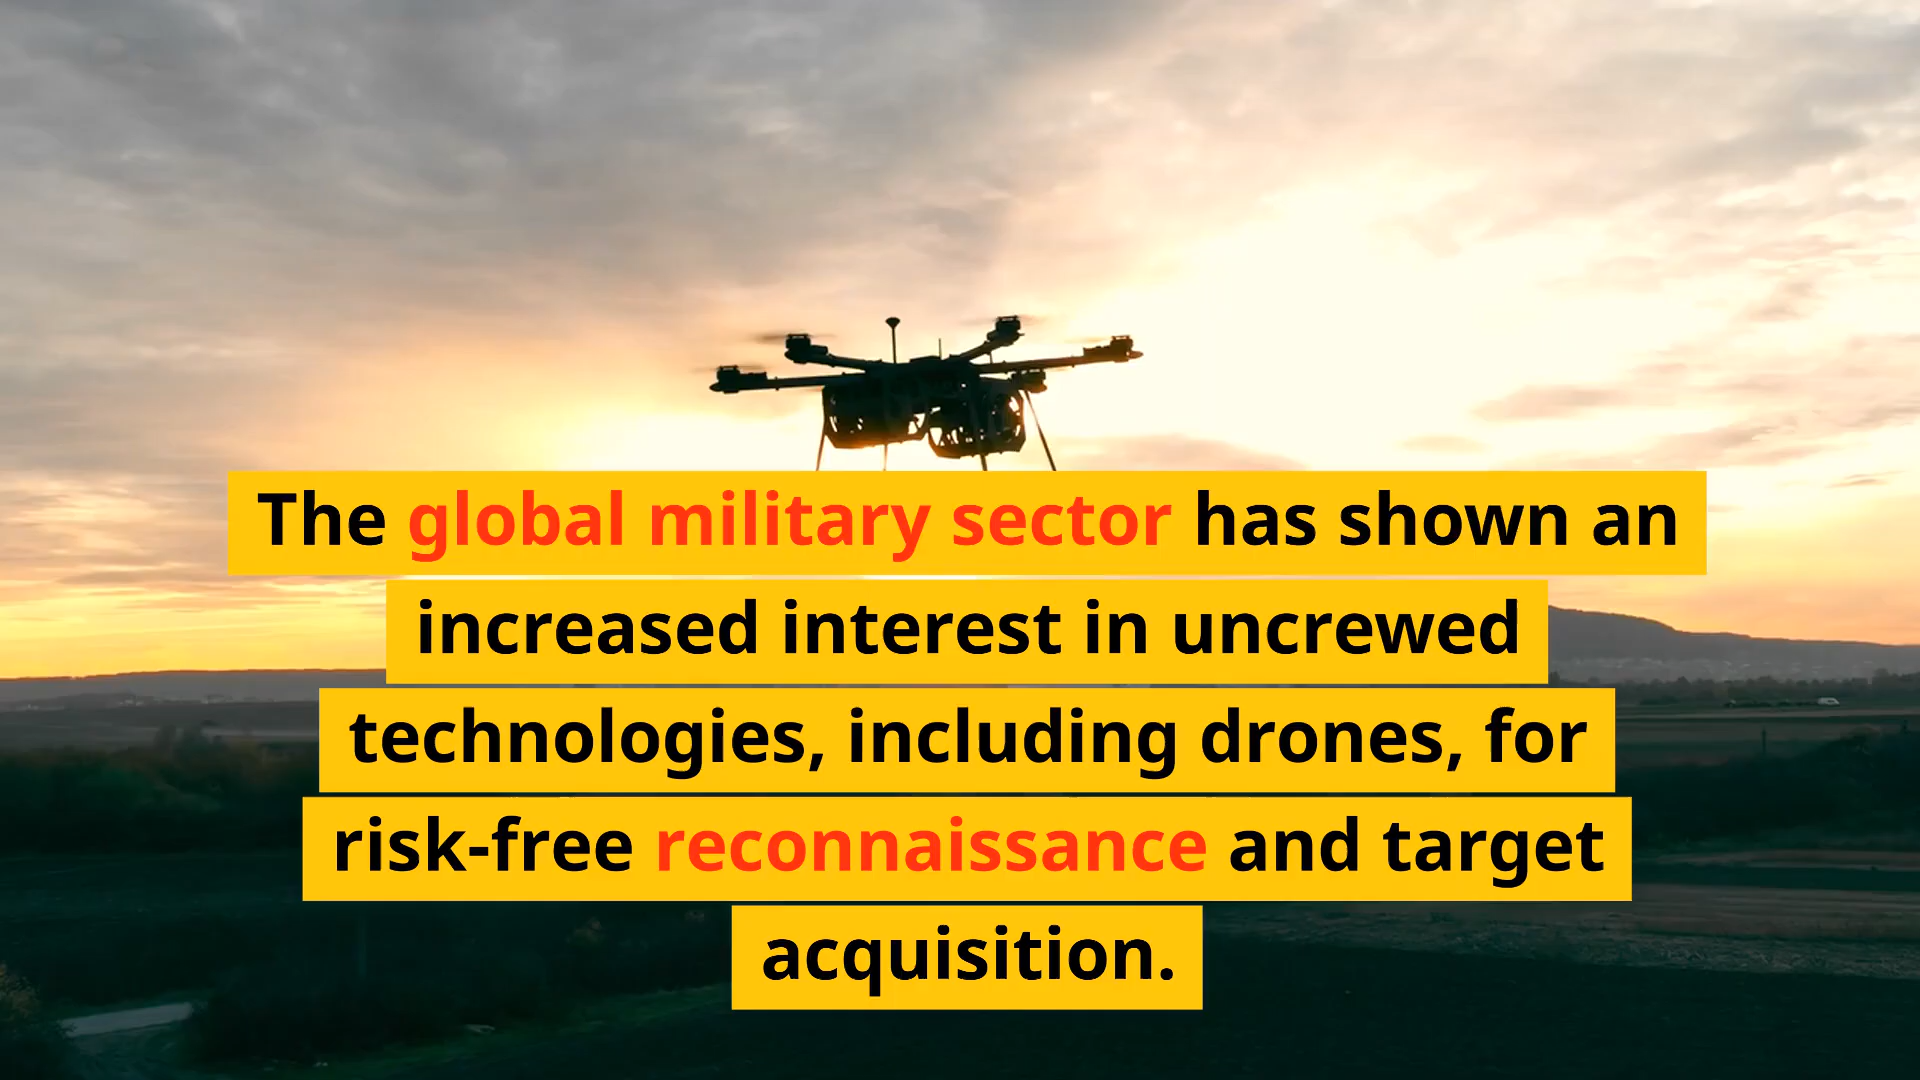 The global military sector has shown an
increased interest in uncrewed
technologies, including drones, for
risk-free reconnaissance and target
acquisition.